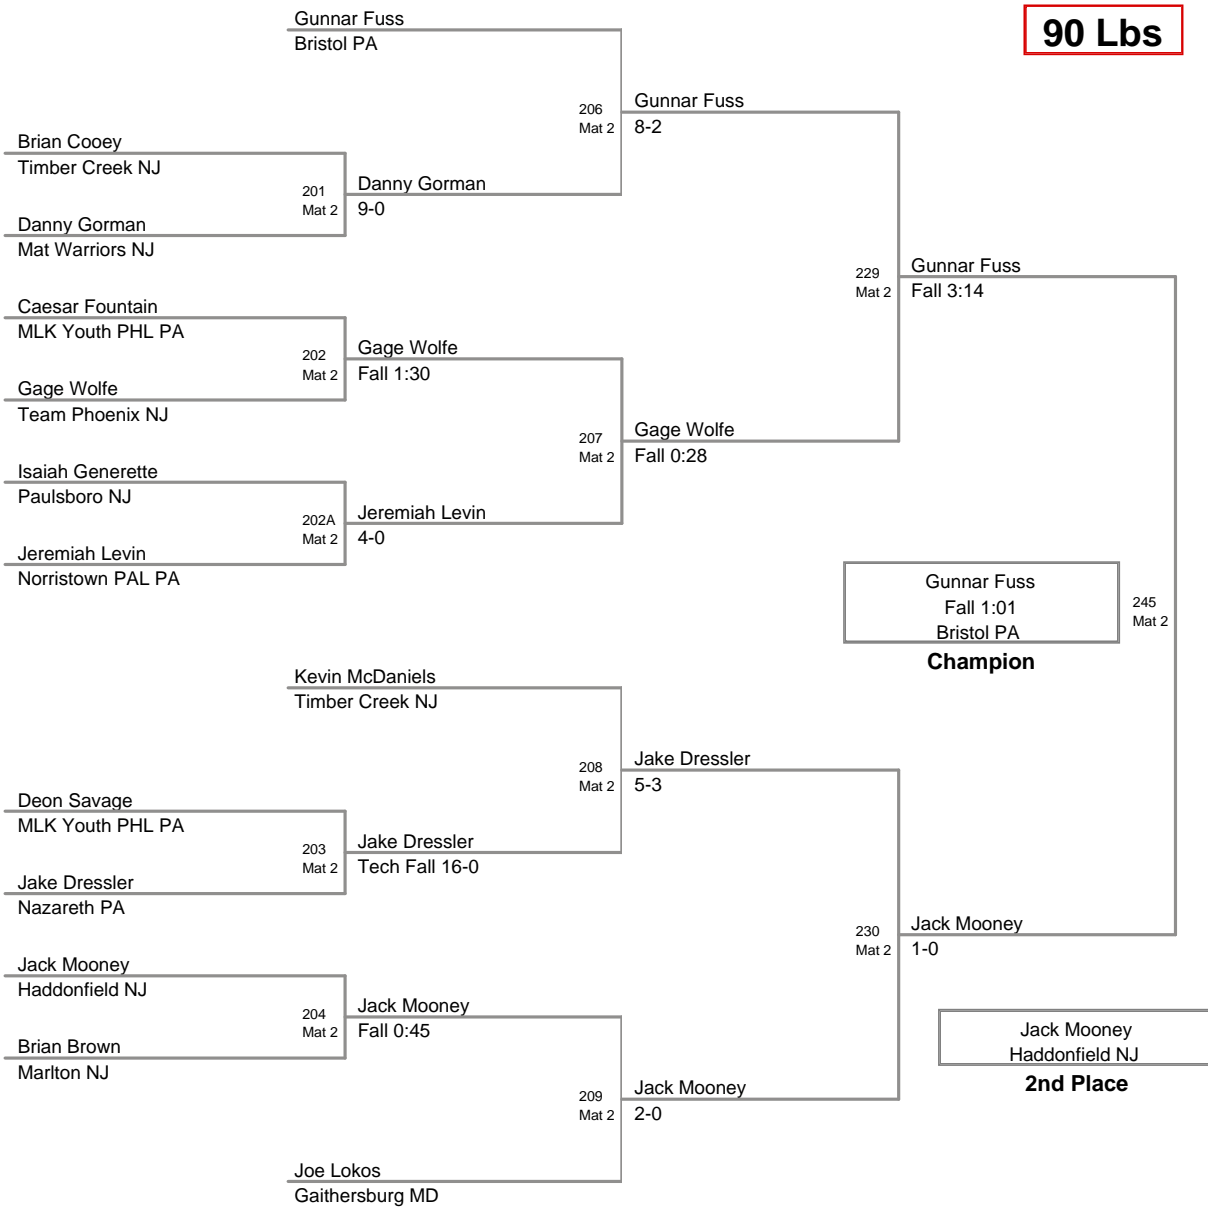 Gunnar Fuss
Bristol PA
90 Lbs
206
Mat 2
Gunnar Fuss
8-2
Brian Cooey
Timber Creek NJ
201
Mat 2
Danny Gorman
9-0
Danny Gorman
Mat Warriors NJ
229
Mat 2
Gunnar Fuss
Fall 3:14
Caesar Fountain
MLK Youth PHL PA
202
Mat 2
Gage Wolfe
Fall 1:30
Gage Wolfe
Team Phoenix NJ
207
Mat 2
Gage Wolfe
Fall 0:28
Isaiah Generette
Paulsboro NJ
202A
Mat 2
Jeremiah Levin
4-0
Jeremiah Levin
Norristown PAL PA
Gunnar Fuss
Fall 1:01
Bristol PA
Champion
245
Mat 2
Kevin McDaniels
Timber Creek NJ
208
Mat 2
Jake Dressler
5-3
Deon Savage
MLK Youth PHL PA
203
Mat 2
Jake Dressler
Tech Fall 16-0
Jake Dressler
Nazareth PA
230
Mat 2
Jack Mooney
1-0
Jack Mooney
Haddonfield NJ
204
Mat 2
Jack Mooney
Fall 0:45
Brian Brown
Marlton NJ
Jack Mooney
Haddonfield NJ
2nd Place
209
Mat 2
Jack Mooney
2-0
Joe Lokos
Gaithersburg MD